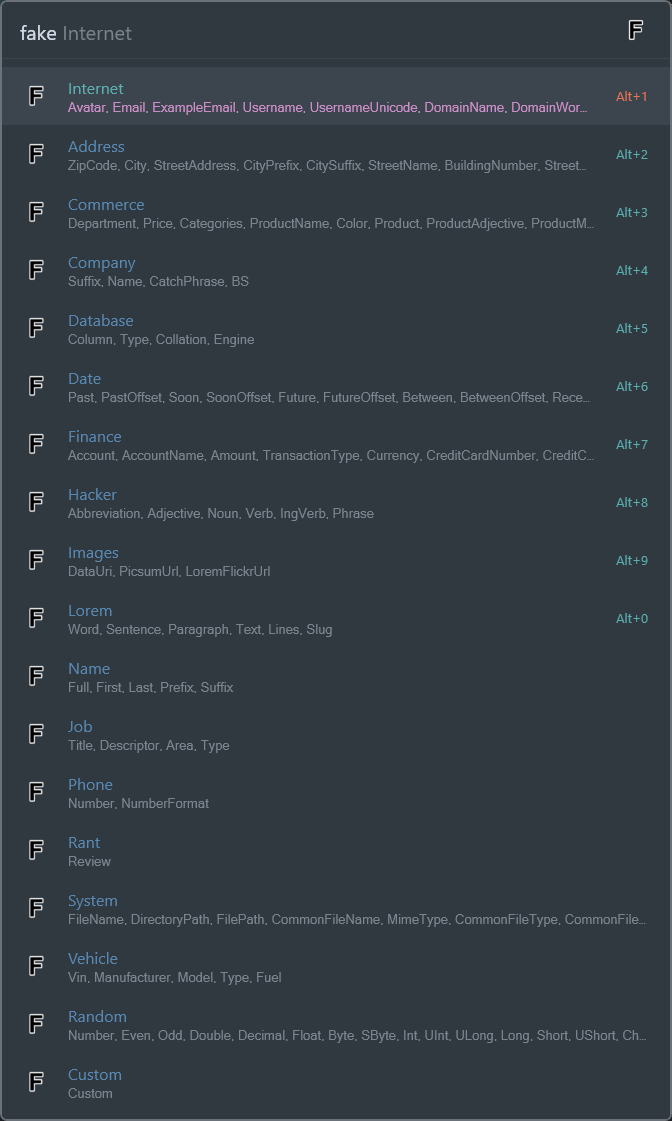 fake Internet F
F Internet Alt+1
Avatar, Email, ExampleEmail, Username, UsernameUnicode, DomainName, DomainWor...
F Address Alt+2
ZipCode, City, StreetAddress, CityPrefix, CitySuffix, StreetName, BuildingNumber, Street...
F Commerce Alt+3
Department, Price, Categories, ProductName, Color, Product, ProductAdjective, ProductM...
F Company Alt+4
Suffix, Name, CatchPhrase, BS
F Database Alt+5
Column, Type, Collation, Engine
F Date Alt+6
Past, PastOffset, Soon, SoonOffset, Future, FutureOffset, Between, BetweenOffset, Rece...
F Finance Alt+7
Account, AccountName, Amount, TransactionType, Currency, CreditCardNumber, CreditC...
F Hacker Alt+8
Abbreviation, Adjective, Noun, Verb, IngVerb, Phrase
F Images Alt+9
DataUri, PicsumUrl, LoremFlickrUrl
F Lorem Alt+0
Word, Sentence, Paragraph, Text, Lines, Slug
F Name
Full, First, Last, Prefix, Suffix
F Job
Title, Descriptor, Area, Type
F Phone
Number, NumberFormat
F Rant
Review
F System
FileName, DirectoryPath, FilePath, CommonFileName, MimeType, CommonFileType, CommonFile...
F Vehicle
Vin, Manufacturer, Model, Type, Fuel
F Random
Number, Even, Odd, Double, Decimal, Float, Byte, SByte, Int, UInt, ULong, Long, Short, UShort, Ch...
F Custom
Custom